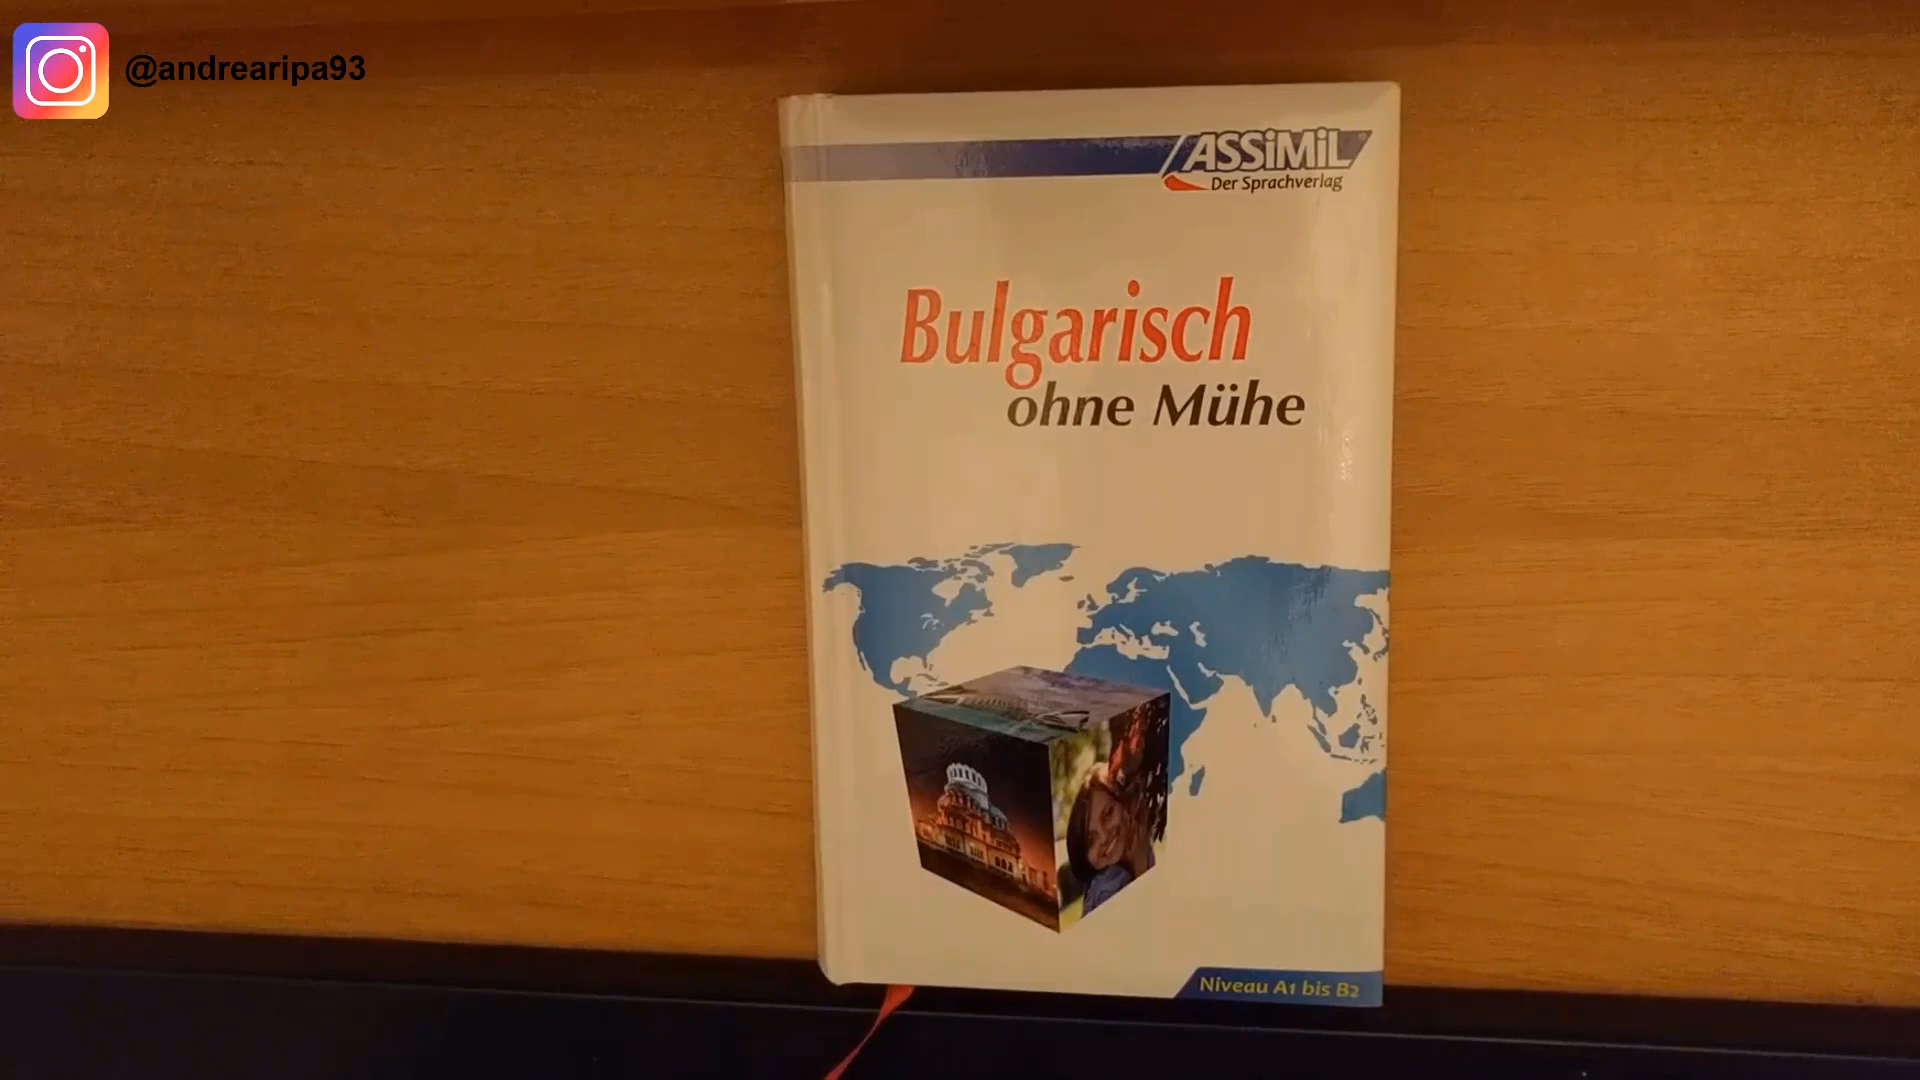 @andrearipa93
ASSiMiL
Der Sprachverlag
Bulgarisch
ohne Mühe
Niveau A1 bis B2